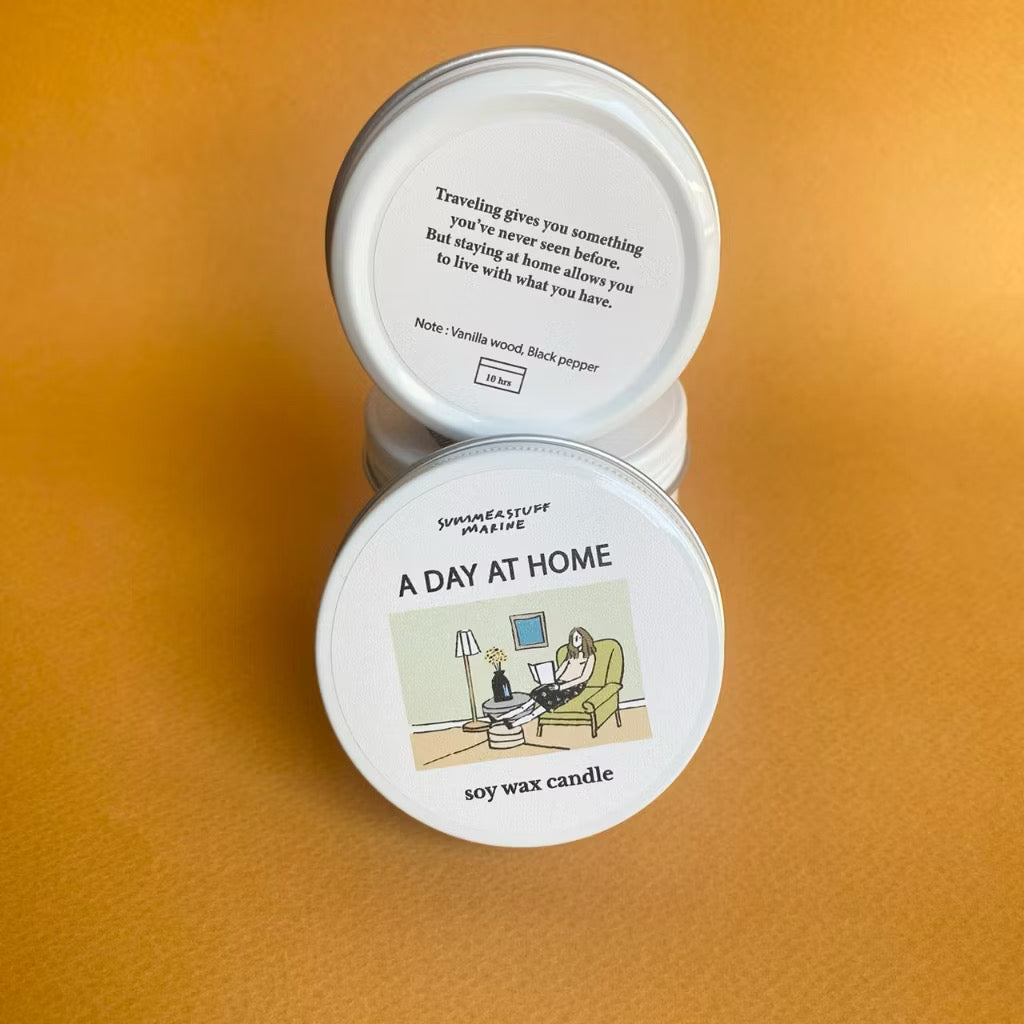 Traveling gives you something
you've never seen before.
But staying at home allows you
to live with what you have.
Note : Vanilla wood, Black pepper
10 hrs
SUMMERSTUFF
MARINE
A DAY AT HOME
soy wax candle